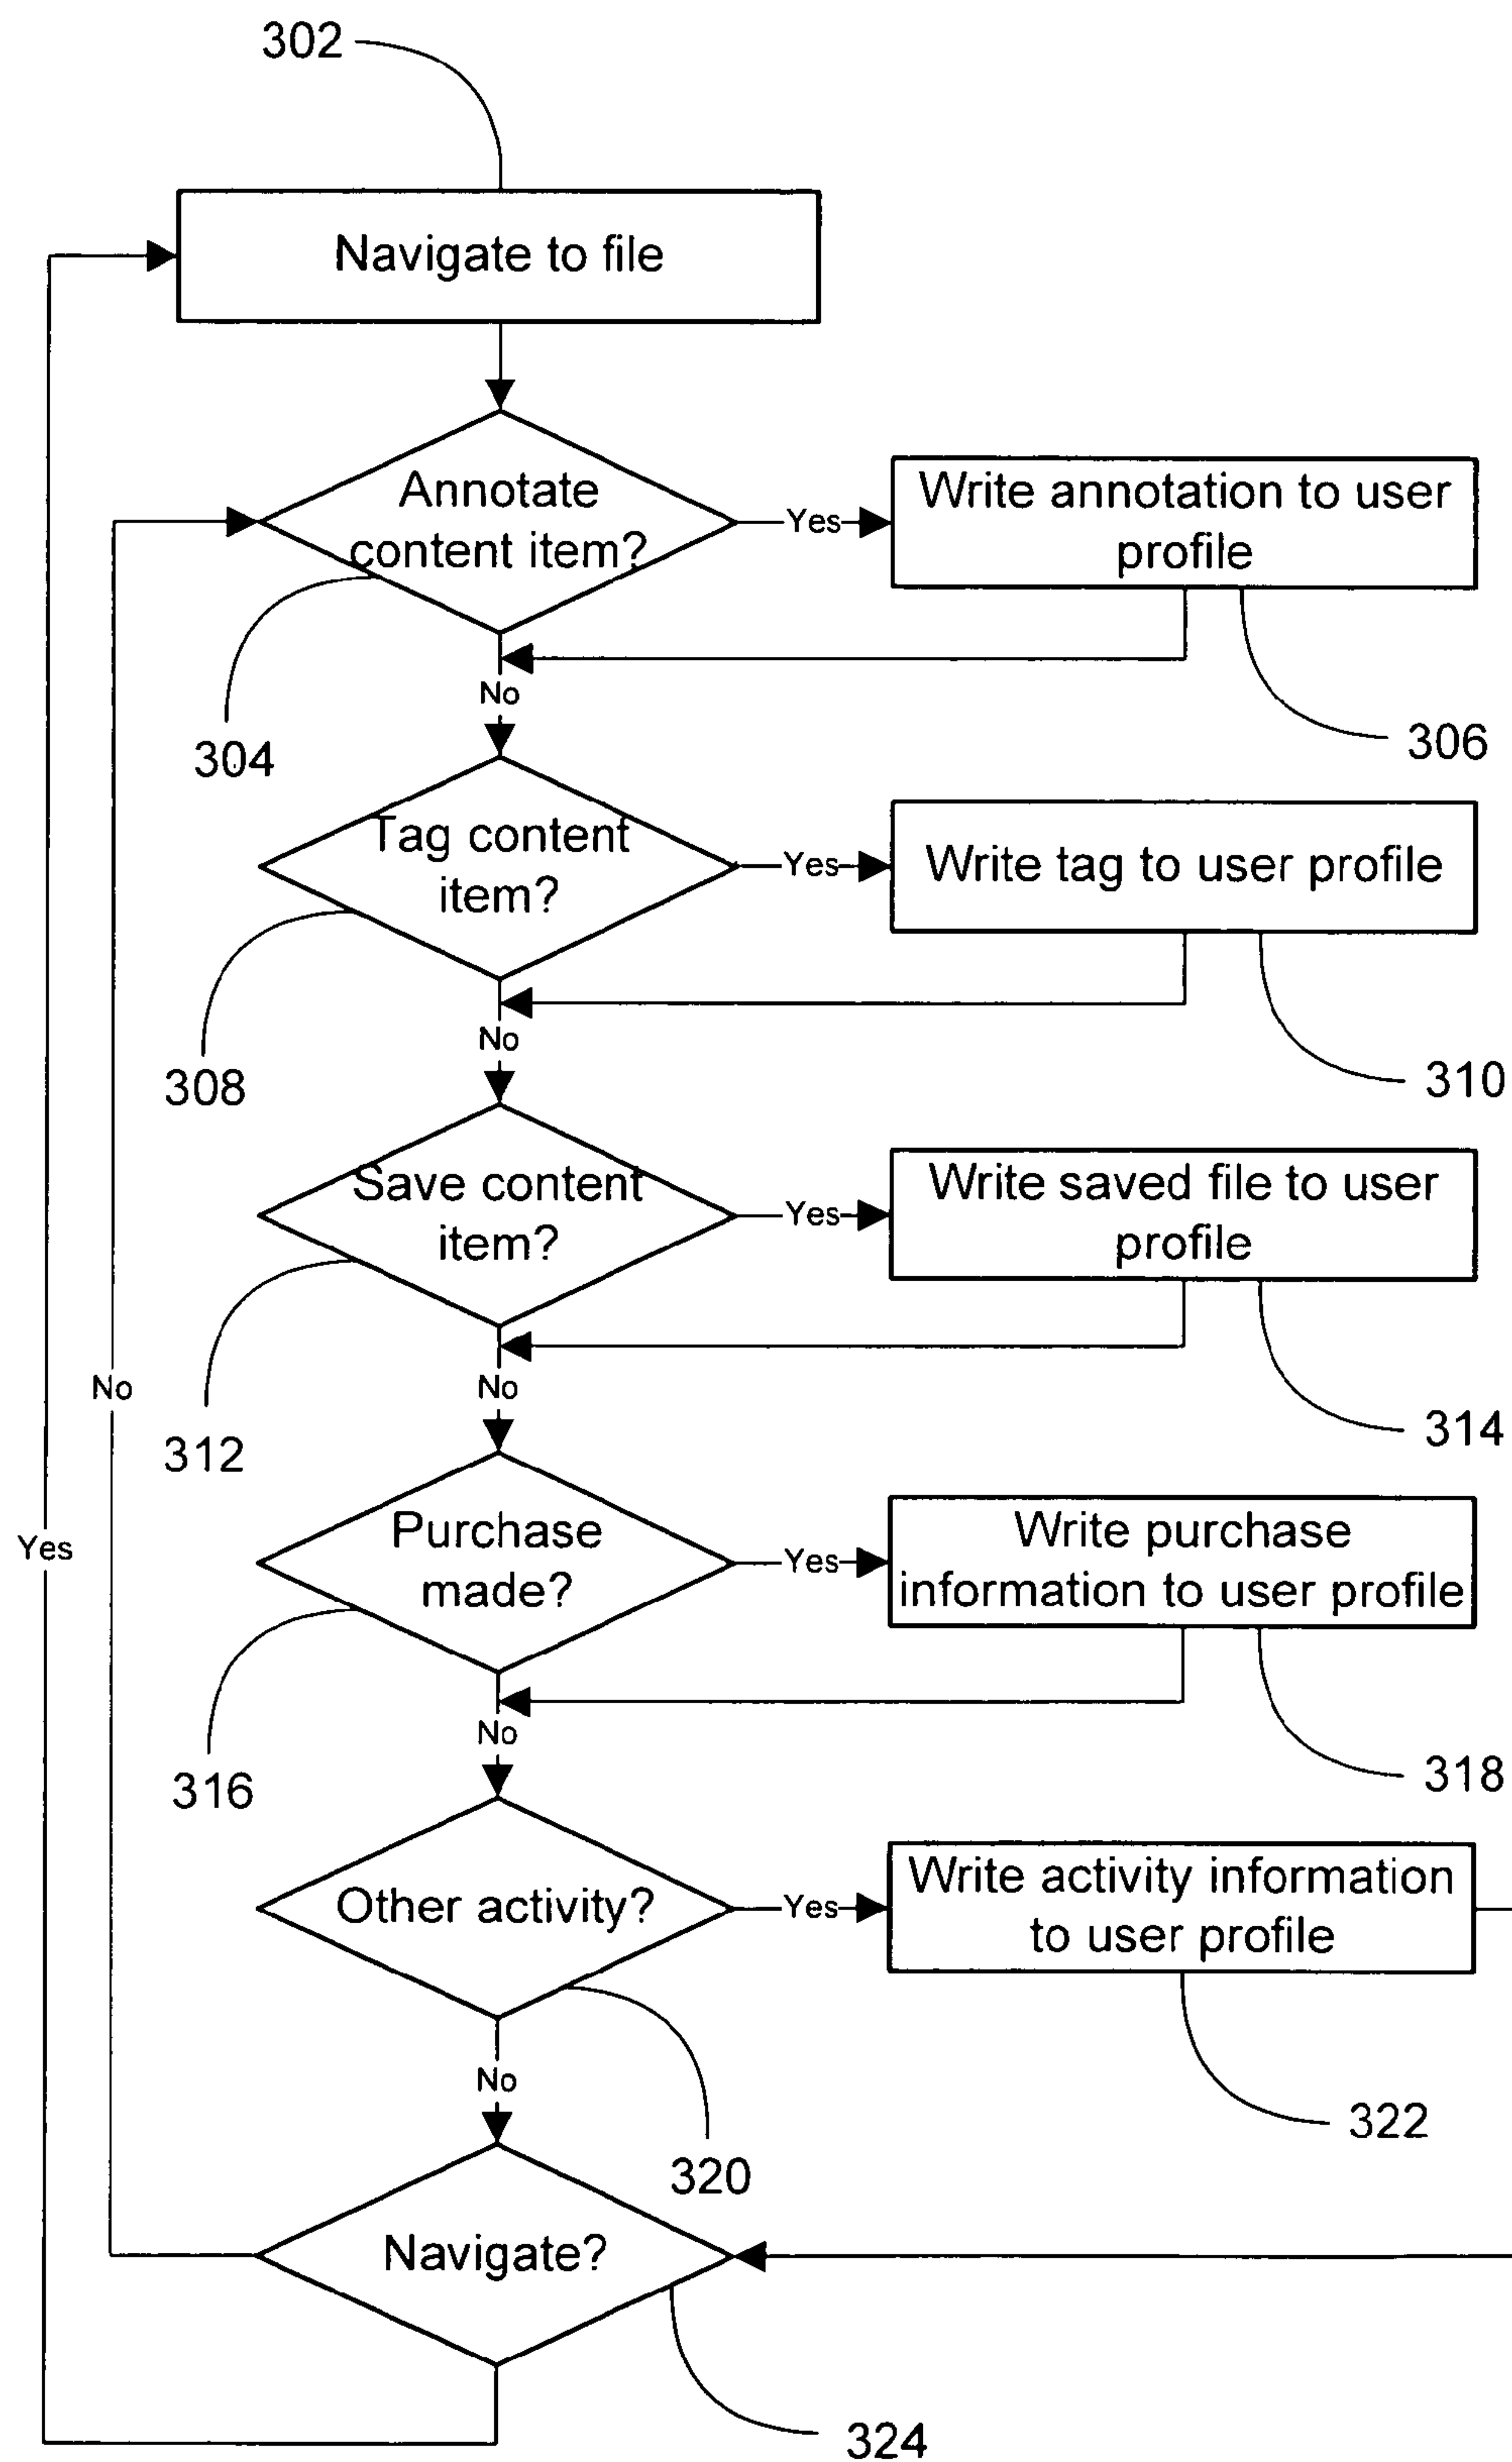 302
Navigate to file
Annotate
content item?
Yes
Write annotation to user
profile
No
304
306
Tag content
item?
Yes
Write tag to user profile
No
308
310
Save content
item?
Yes
Write saved file to user
profile
No
No
312
314
Purchase
made?
Yes
Write purchase
information to user profile
Yes
No
316
318
Other activity?
Yes
Write activity information
to user profile
No
320
322
Navigate?
324